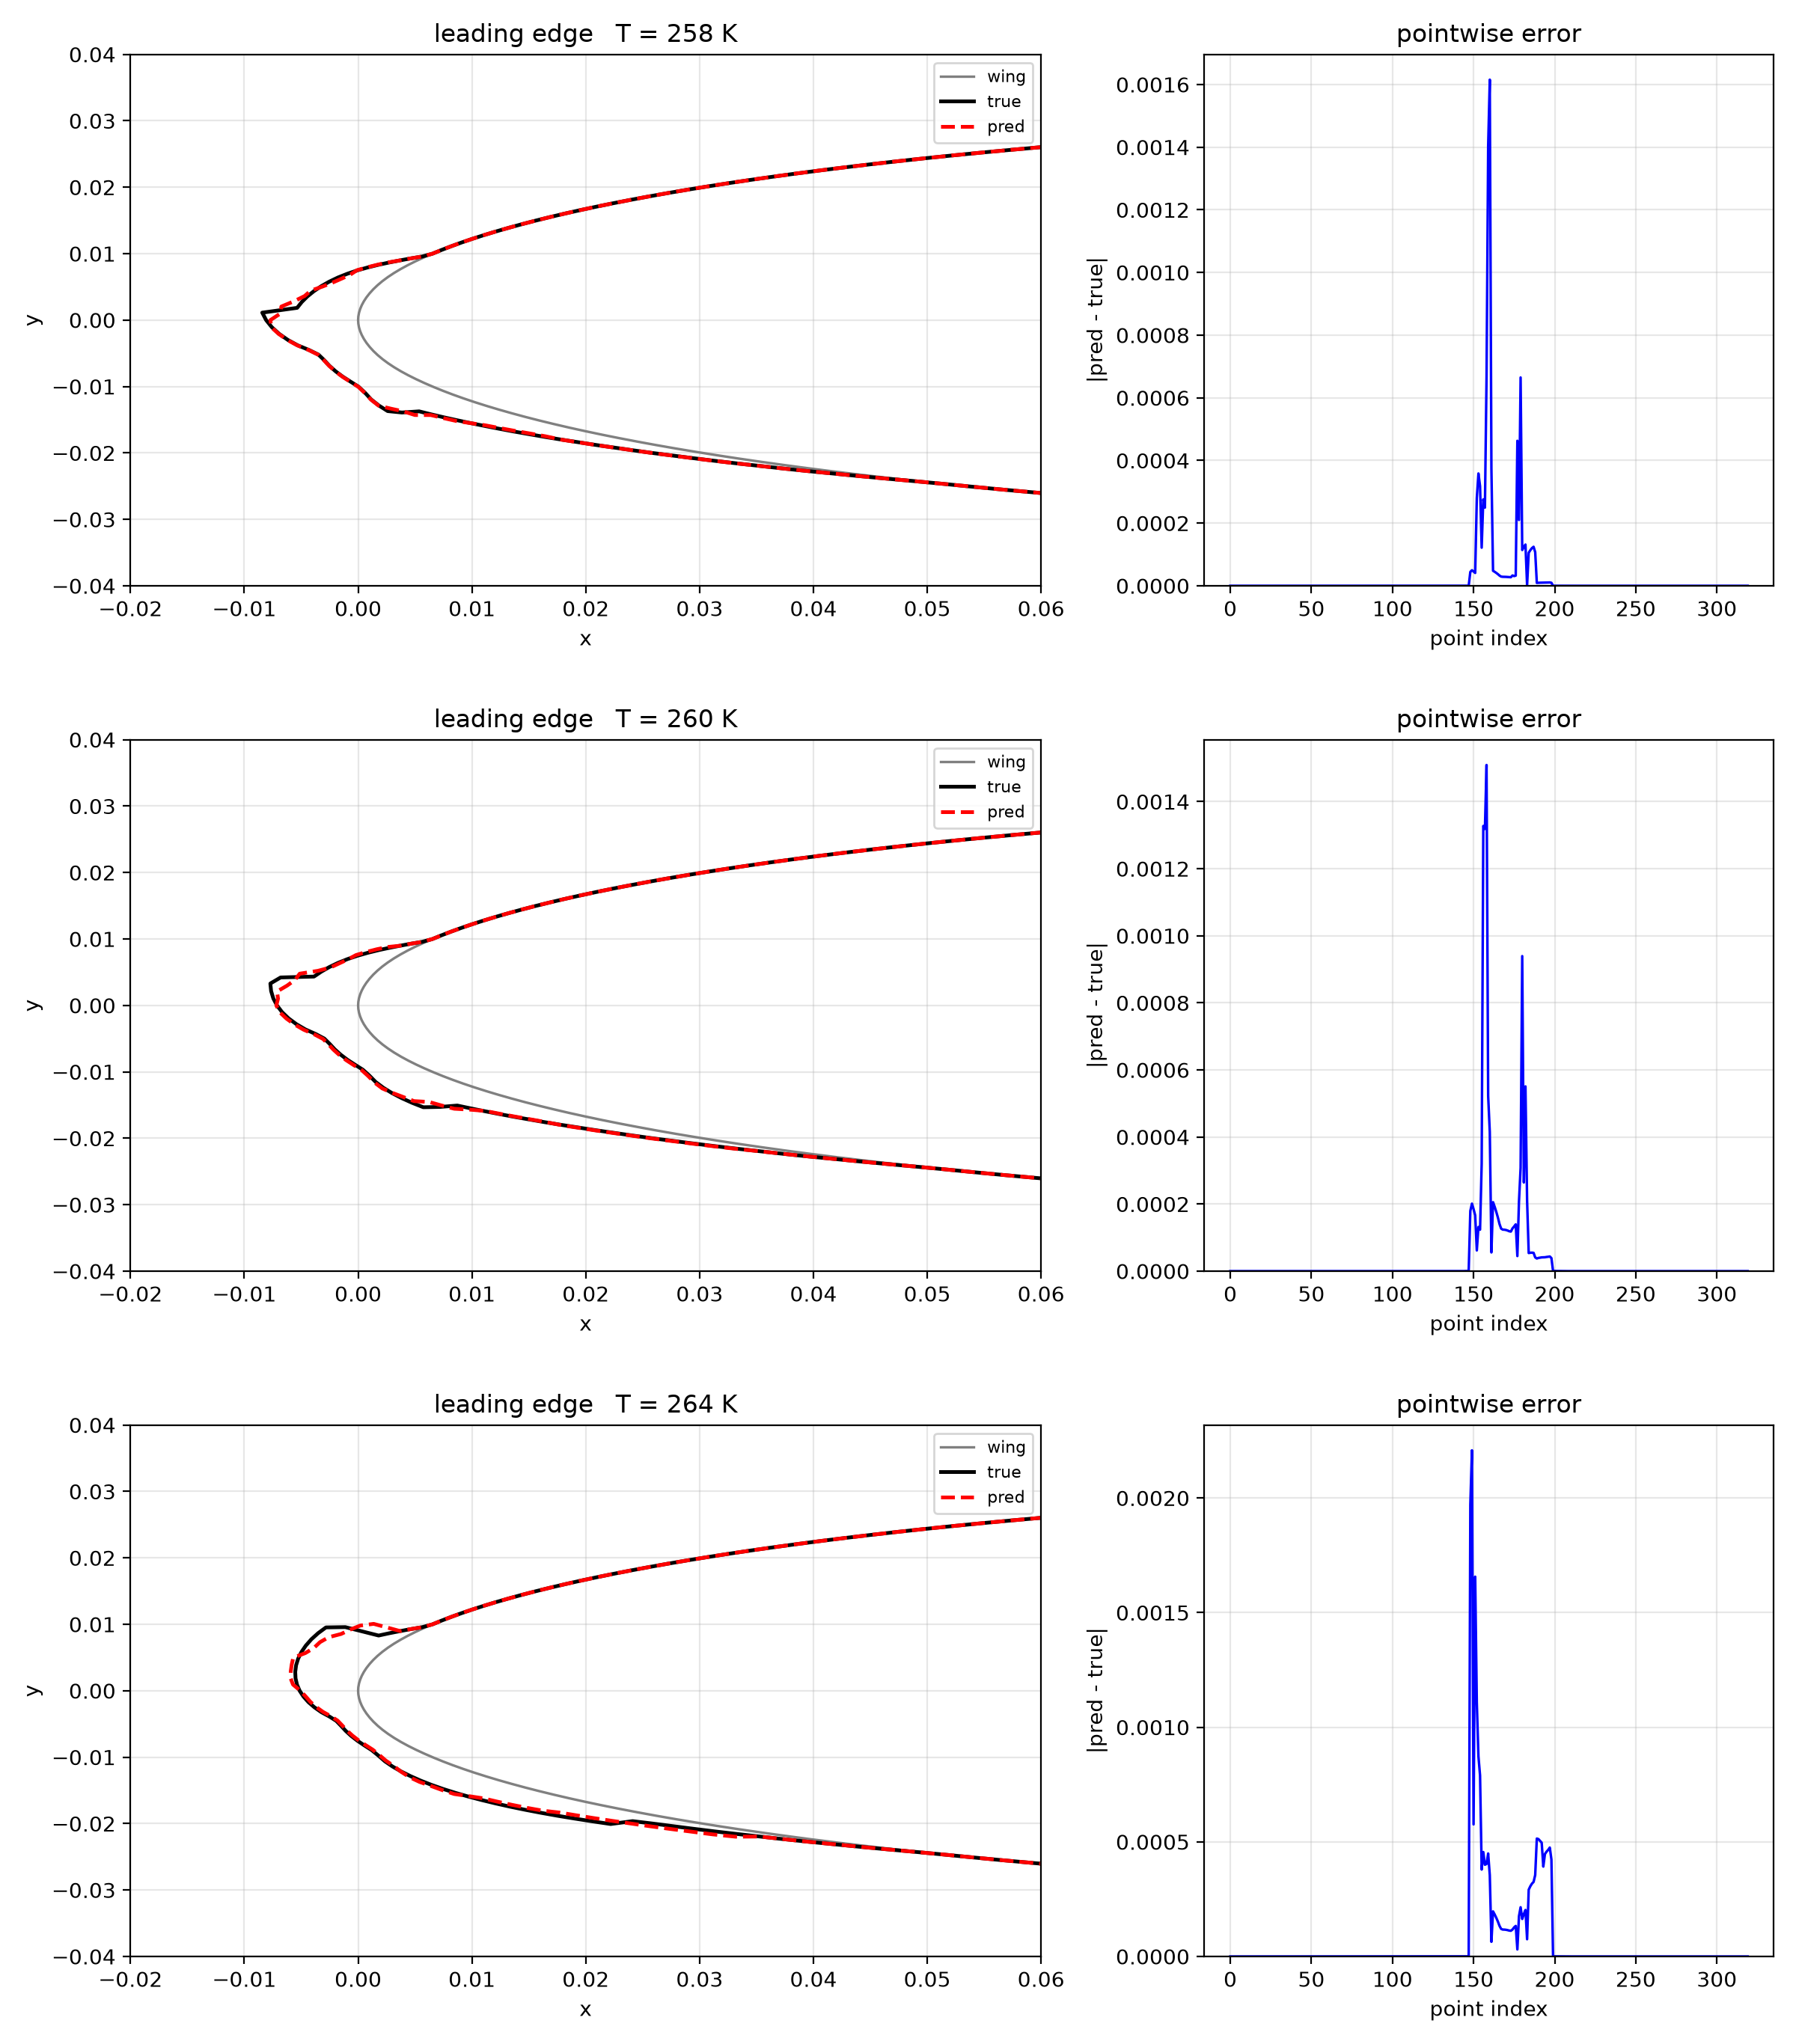 leading edge   T = 258 K
pointwise error
0.04
0.03
0.02
0.01
0.00
−0.01
−0.02
−0.03
−0.04
y
wing
true
pred
−0.02 −0.01 0.00 0.01 0.02 0.03 0.04 0.05 0.06
x
0.0016
0.0014
0.0012
0.0010
0.0008
0.0006
0.0004
0.0002
0.0000
|pred - true|
0 50 100 150 200 250 300
point index
leading edge   T = 260 K
pointwise error
0.04
0.03
0.02
0.01
0.00
−0.01
−0.02
−0.03
−0.04
y
wing
true
pred
−0.02 −0.01 0.00 0.01 0.02 0.03 0.04 0.05 0.06
x
0.0014
0.0012
0.0010
0.0008
0.0006
0.0004
0.0002
0.0000
|pred - true|
0 50 100 150 200 250 300
point index
leading edge   T = 264 K
pointwise error
0.04
0.03
0.02
0.01
0.00
−0.01
−0.02
−0.03
−0.04
y
wing
true
pred
−0.02 −0.01 0.00 0.01 0.02 0.03 0.04 0.05 0.06
x
0.0020
0.0015
0.0010
0.0005
0.0000
|pred - true|
0 50 100 150 200 250 300
point index